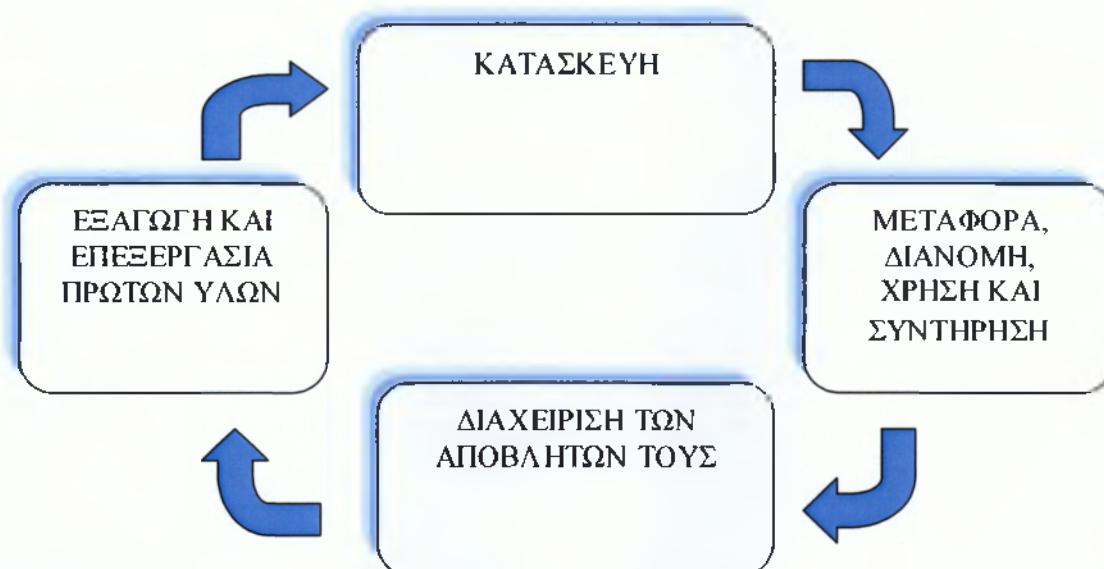 ΚΑΤΑΣΚΕΥΗ
ΕΞΑΓΩΓΗ ΚΑΙ
ΕΠΕΞΕΡΓΑΣΙΑ
ΠΡΩΤΩΝ ΥΛΩΝ
ΜΕΤΑΦΟΡΑ,
ΔΙΑΝΟΜΗ,
ΧΡΗΣΗ ΚΑΙ
ΣΥΝΤΗΡΗΣΗ
ΔΙΑΧΕΙΡΙΣΗ ΤΩΝ
ΑΠΟΒΛΗΤΩΝ ΤΟΥΣ